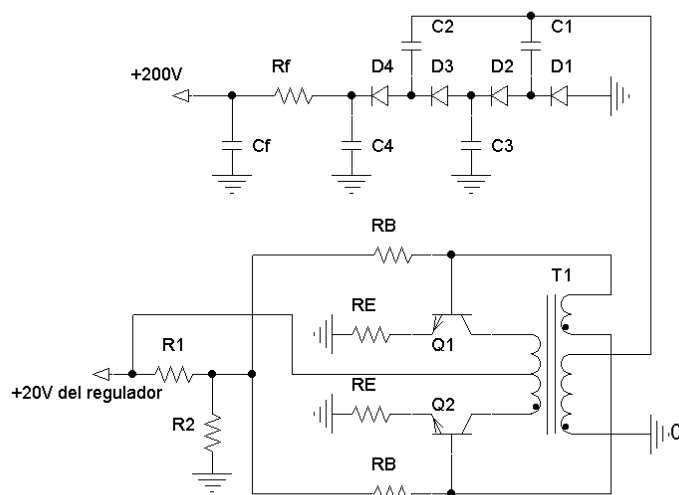 C2
C1
+200V
Rf
D4
D3
D2
D1
Cf
C4
C3
RB
T1
RE
Q1
R1
+20V del regulador
RE
Q2
0
R2
RB